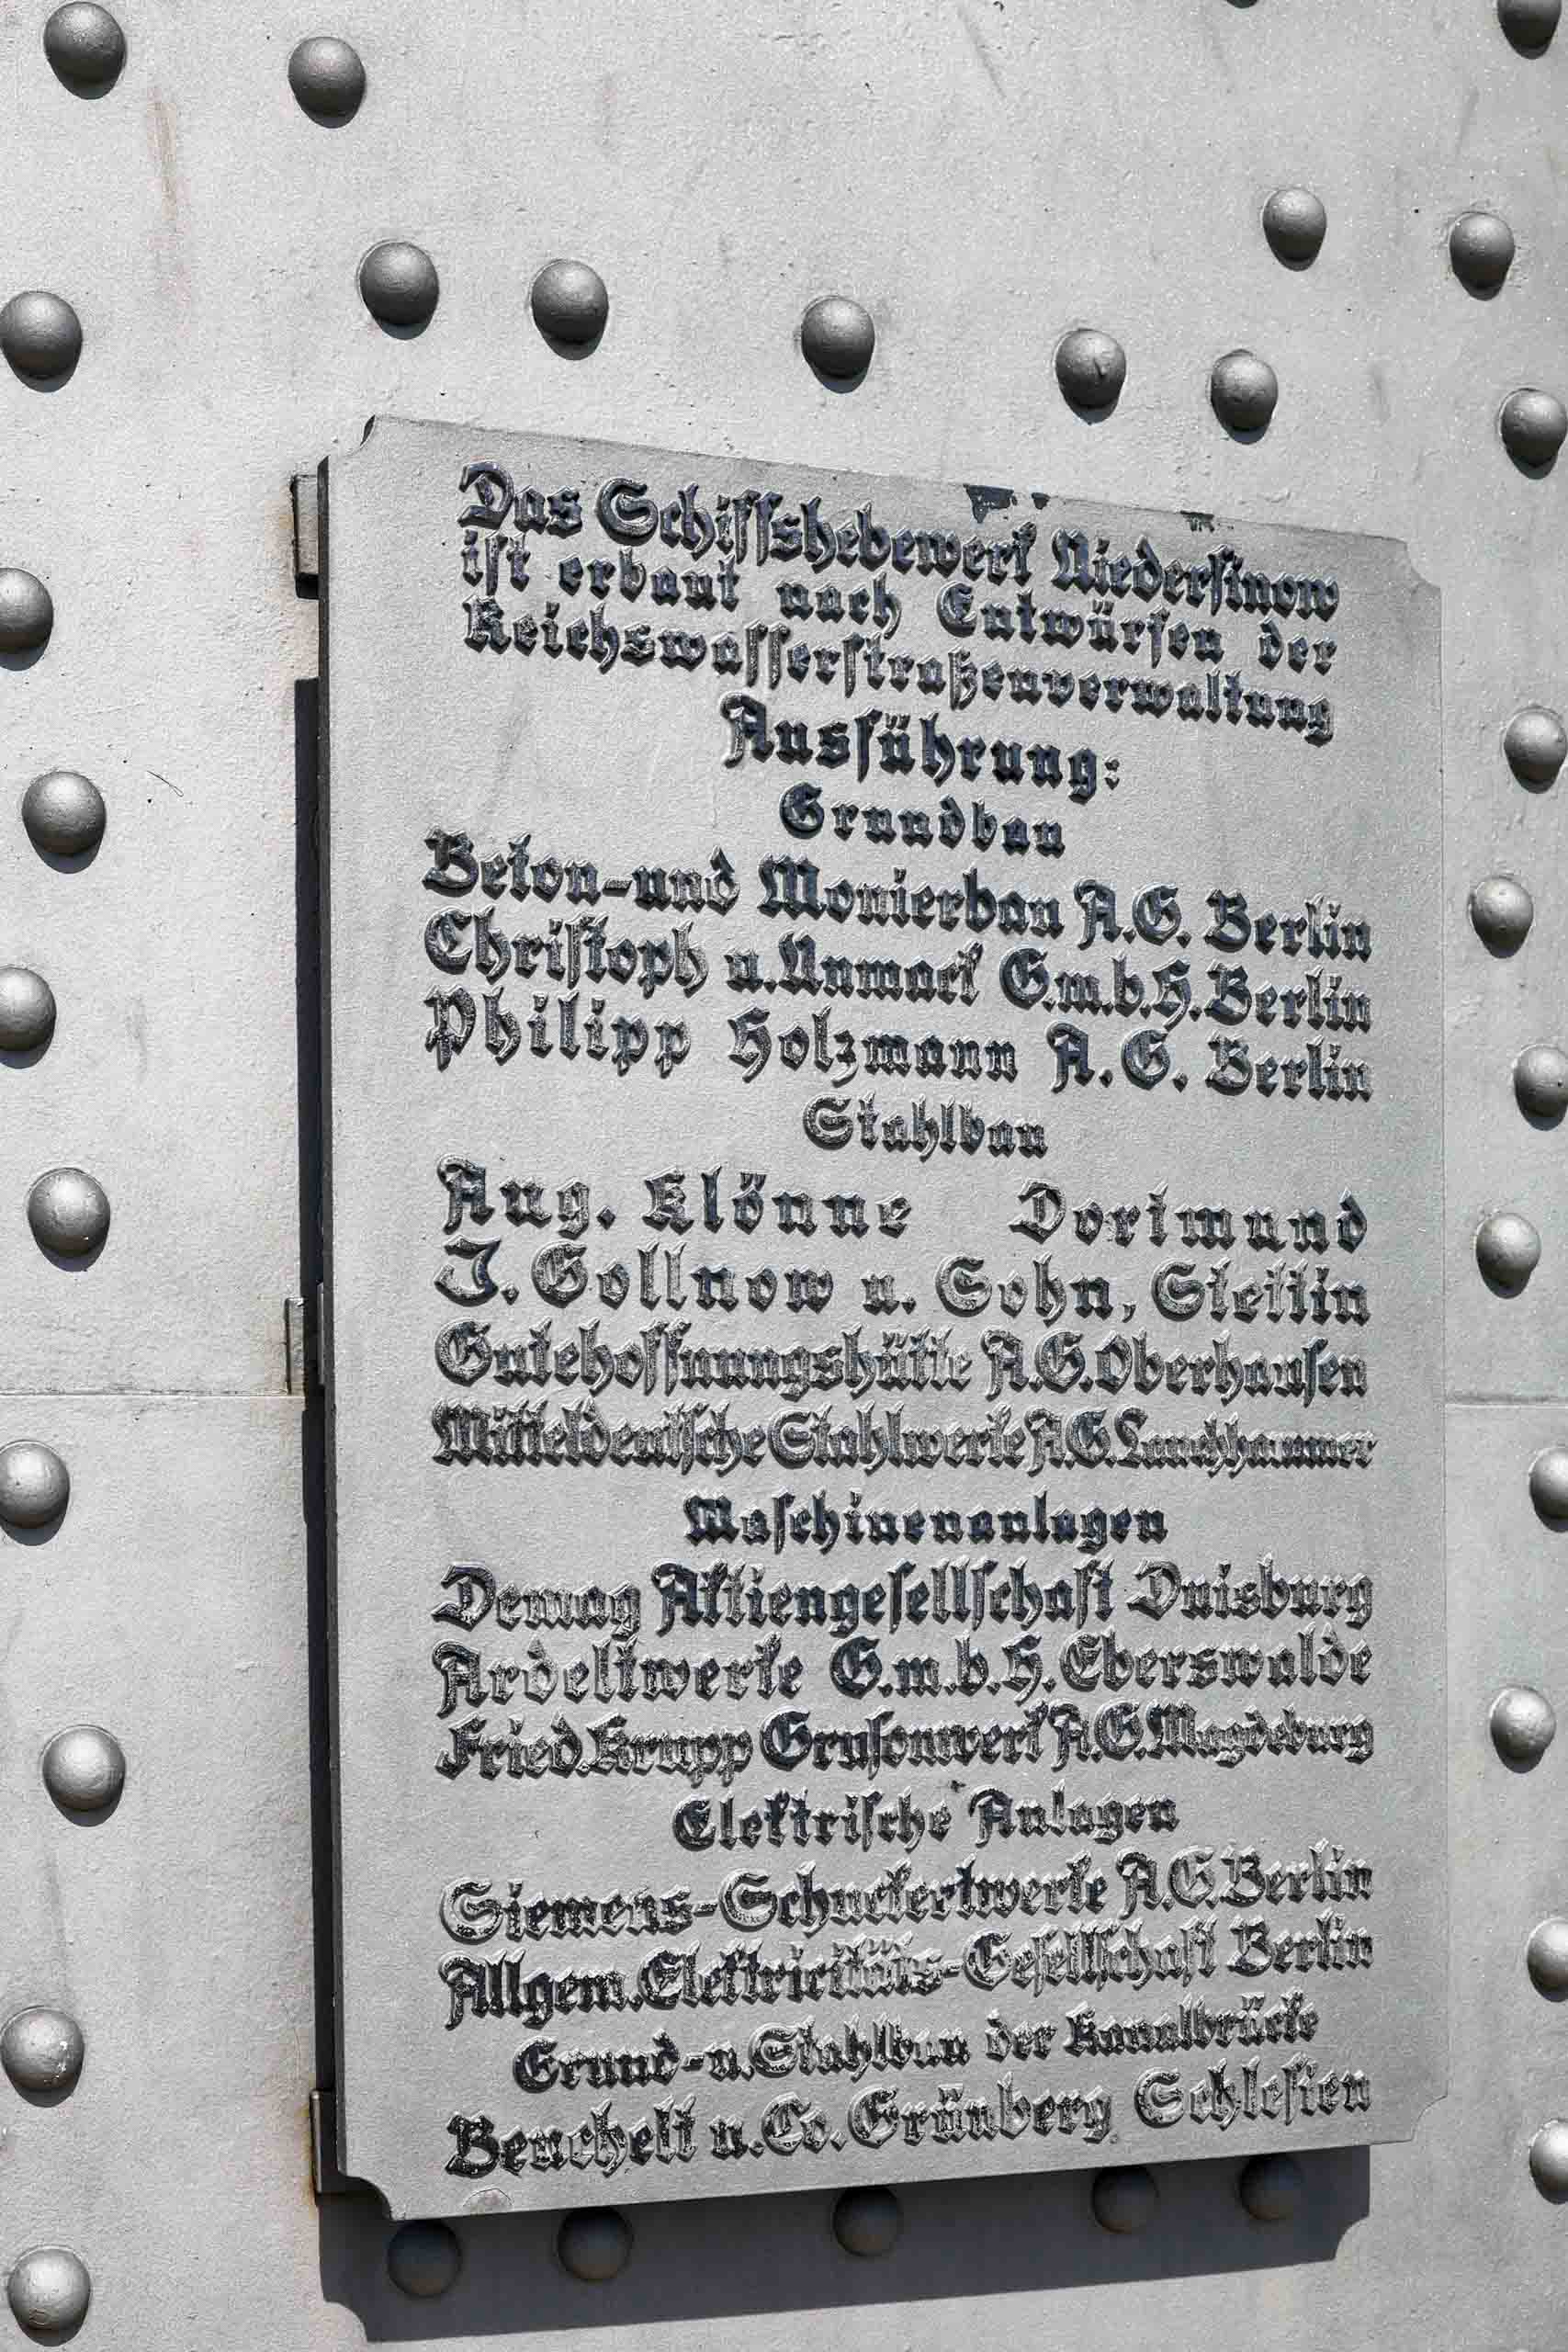 Das Schiffshebewerk Niederfinow
ist erbaut nach Entwürfen der
Reichswasserstraßenverwaltung
Ausführung:
Grundbau
Beton-und Monierbau A.G. Berlin
Christoph u. Unmack G.m.b.H. Berlin
Philipp Holzmann A.G. Berlin
Stahlbau
Aug. Klönne Dortmund
J. Gollnow u. Sohn, Stettin
Gutehoffnungshütte A.G. Oberhausen
Mitteldeutsche Stahlwerke A.G. Lauchhammer
Maschinenanlagen
Demag Aktiengesellschaft Duisburg
Ardeltwerke G.m.b.H. Eberswalde
Fried. Krupp Grusonwerk A.G. Magdeburg
Elektrische Anlagen
Siemens-Schuckertwerke A.G. Berlin
Allgem. Elektricitäts-Gesellschaft Berlin
Grund- u. Stahlbau der Kanalbrücke
Beuchelt u. Co. Grünberg Schlesien